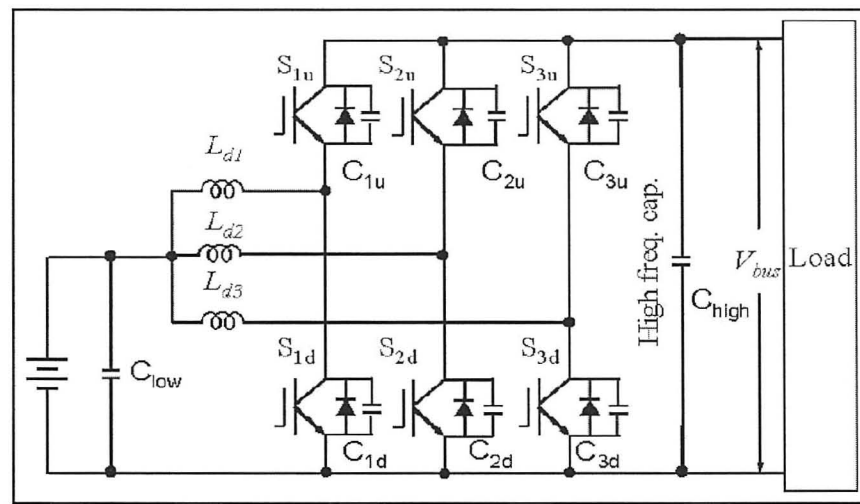 S1u
S2u
S3u
C1u
C2u
C3u
Ld1
Ld2
Ld3
Clow
S1d
S2d
S3d
C1d
C2d
C3d
High freq. cap.
Chigh
Vbus
Load